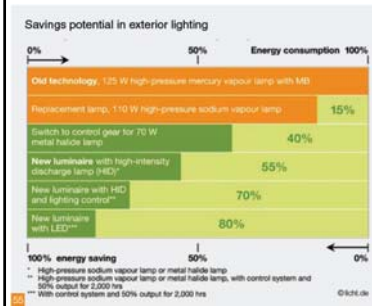 Savings potential in exterior lighting
0% 50% Energy consumption 100%
Old technology, 125 W high-pressure mercury vapour lamp with MB
Replacement lamp, 110 W high-pressure sodium vapour lamp 15%
Switch to control gear for 70 W
metal halide lamp
40%
New luminaire with high-intensity
discharge lamp (HID)*
55%
New luminaire with HID
and lighting control**
70%
New luminaire
with LED***
80%
100% energy saving 50% 0%
* High-pressure sodium vapour lamp or metal halide lamp
** High-pressure sodium vapour lamp or metal halide lamp, with control system and
50% output for 2,000 hrs
*** With control system and 50% output for 2,000 hrs
55
©licht.de